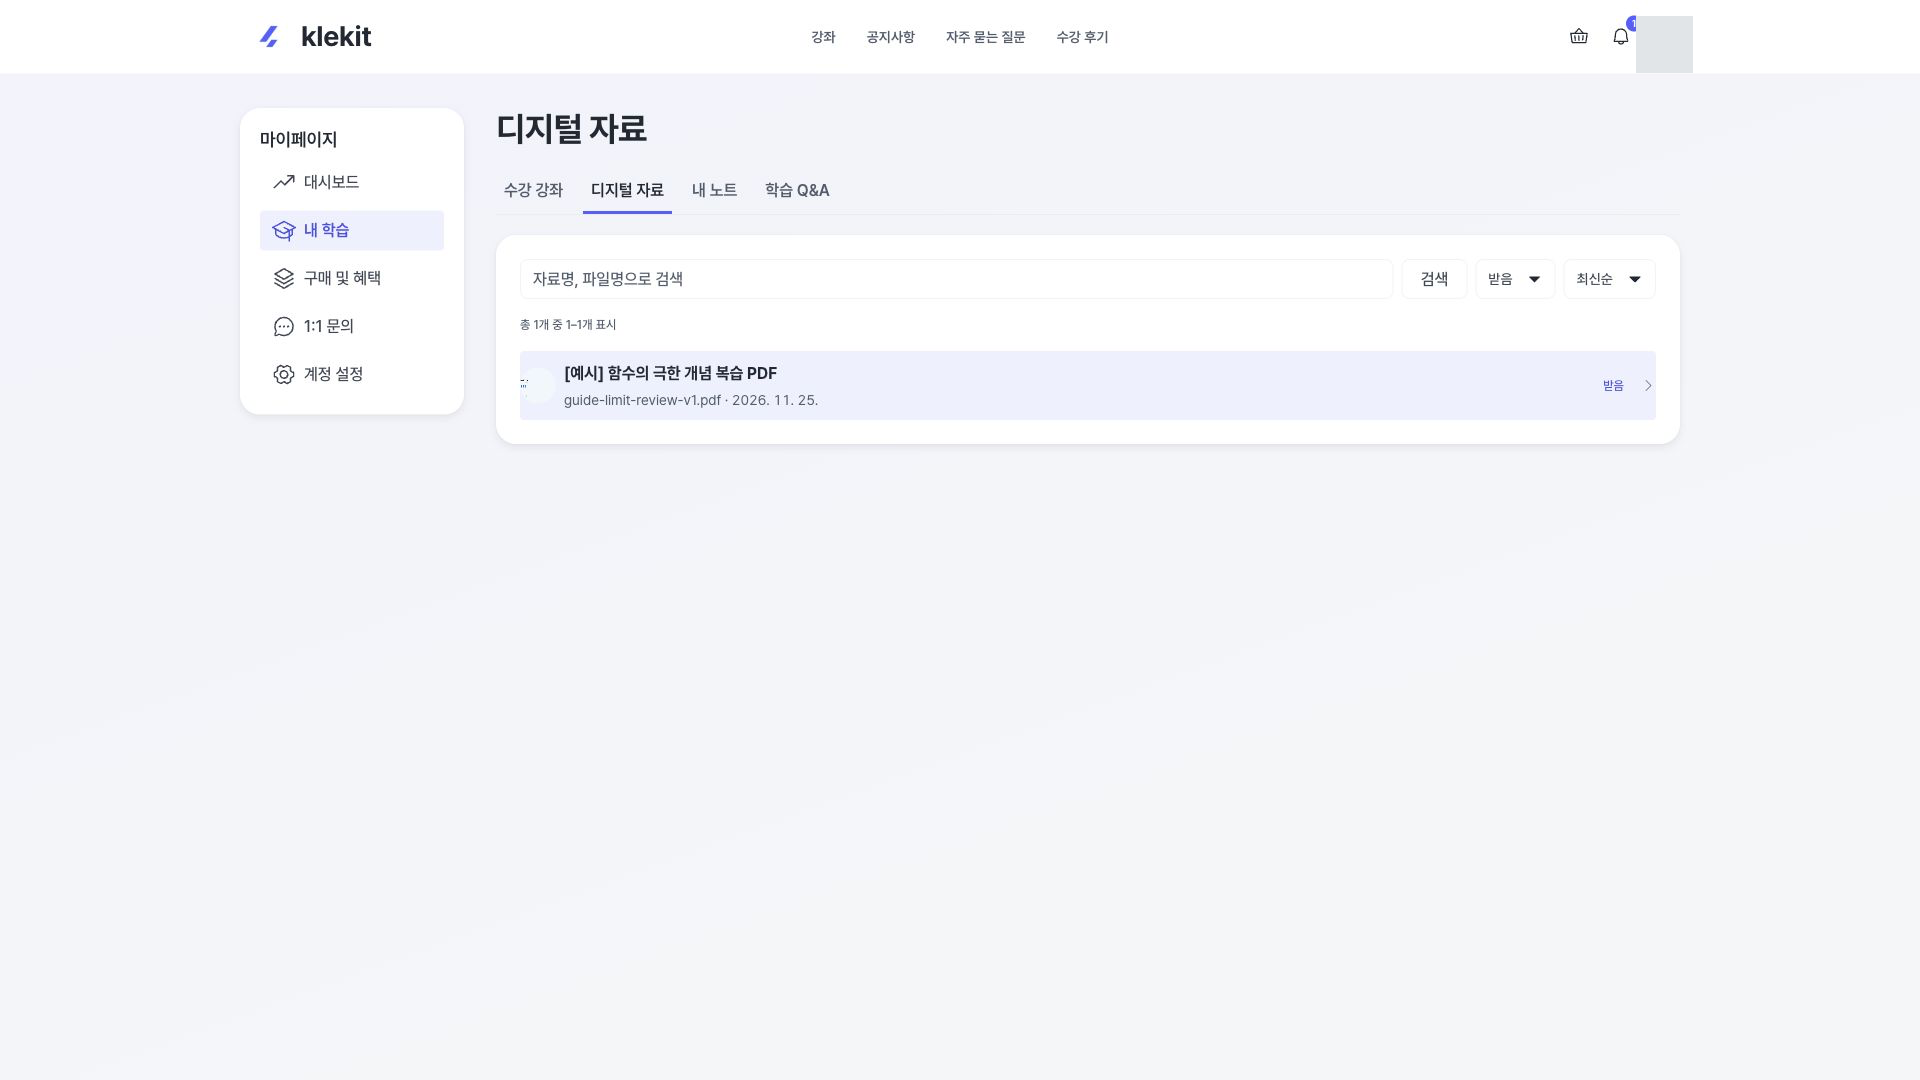 klekit
강좌
공지사항
자주 묻는 질문
수강 후기
마이페이지
대시보드
내 학습
구매 및 혜택
1:1 문의
계정 설정
디지털 자료
수강 강좌
디지털 자료
내 노트
학습 Q&A
자료명, 파일명으로 검색
검색
받음
최신순
총 1개 중 1–1개 표시
[예시] 함수의 극한 개념 복습 PDF
guide-limit-review-v1.pdf · 2026. 11. 25.
받음